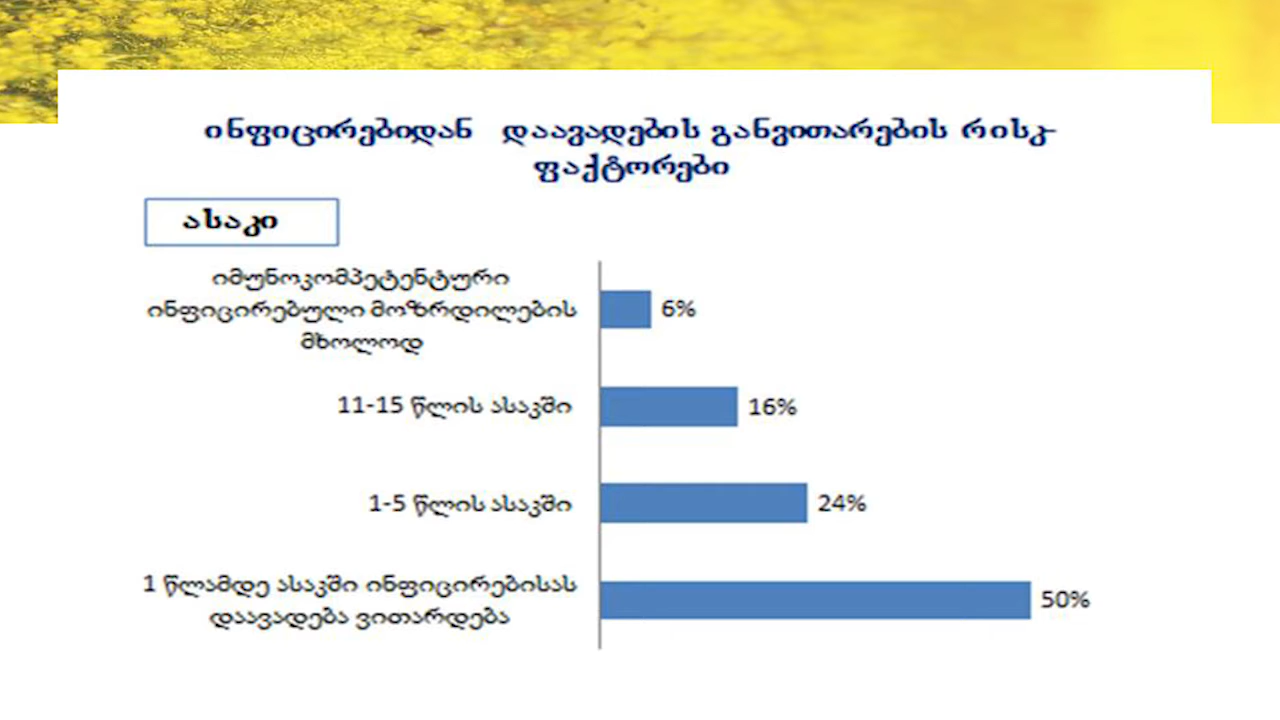 ინფიცირებიდან დაავადების განვითარების რისკ-
ფაქტორები
ასაკი
იმუნოკომპეტენტური
ინფიცირებული მოზრდილების
მხოლოდ
6%
11-15 წლის ასაკში
16%
1-5 წლის ასაკში
24%
1 წლამდე ასაკში ინფიცირებისას
დაავადება ვითარდება
50%